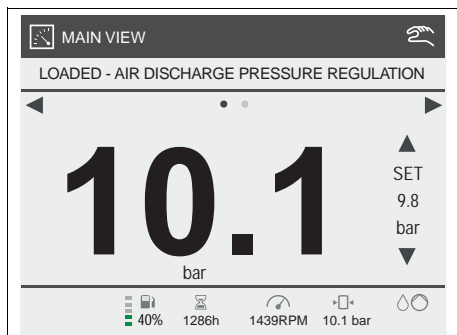 MAIN VIEW
LOADED - AIR DISCHARGE PRESSURE REGULATION
10.1
bar
SET
9.8
bar
40% 1286h 1439RPM 10.1 bar